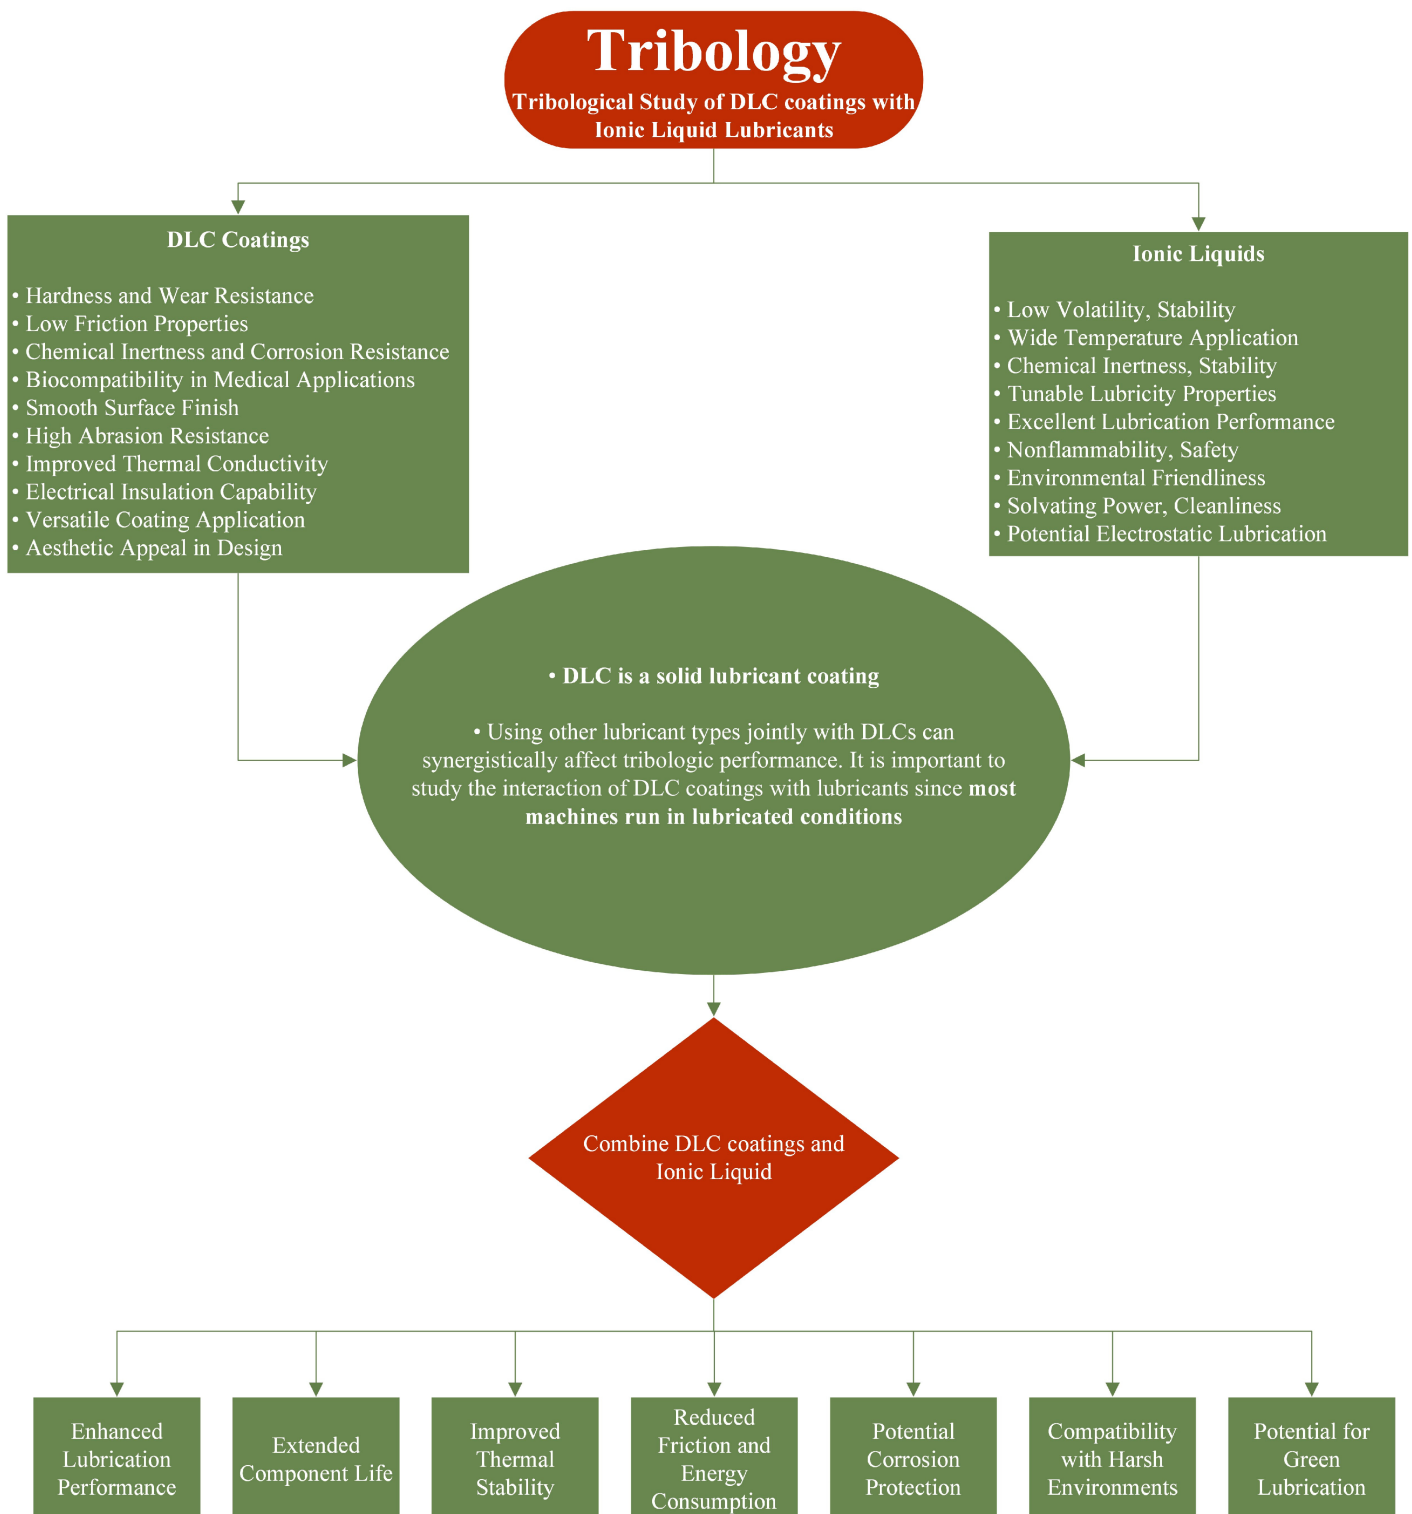 Tribology
Tribological Study of DLC coatings with
Ionic Liquid Lubricants
DLC Coatings
• Hardness and Wear Resistance
• Low Friction Properties
• Chemical Inertness and Corrosion Resistance
• Biocompatibility in Medical Applications
• Smooth Surface Finish
• High Abrasion Resistance
• Improved Thermal Conductivity
• Electrical Insulation Capability
• Versatile Coating Application
• Aesthetic Appeal in Design
Ionic Liquids
• Low Volatility, Stability
• Wide Temperature Application
• Chemical Inertness, Stability
• Tunable Lubricity Properties
• Excellent Lubrication Performance
• Nonflammability, Safety
• Environmental Friendliness
• Solvating Power, Cleanliness
• Potential Electrostatic Lubrication
• DLC is a solid lubricant coating
• Using other lubricant types jointly with DLCs can
synergistically affect tribologic performance. It is important to
study the interaction of DLC coatings with lubricants since most
machines run in lubricated conditions
Combine DLC coatings and
Ionic Liquid
Enhanced
Lubrication
Performance
Extended
Component Life
Improved
Thermal
Stability
Reduced
Friction and
Energy
Consumption
Potential
Corrosion
Protection
Compatibility
with Harsh
Environments
Potential for
Green
Lubrication